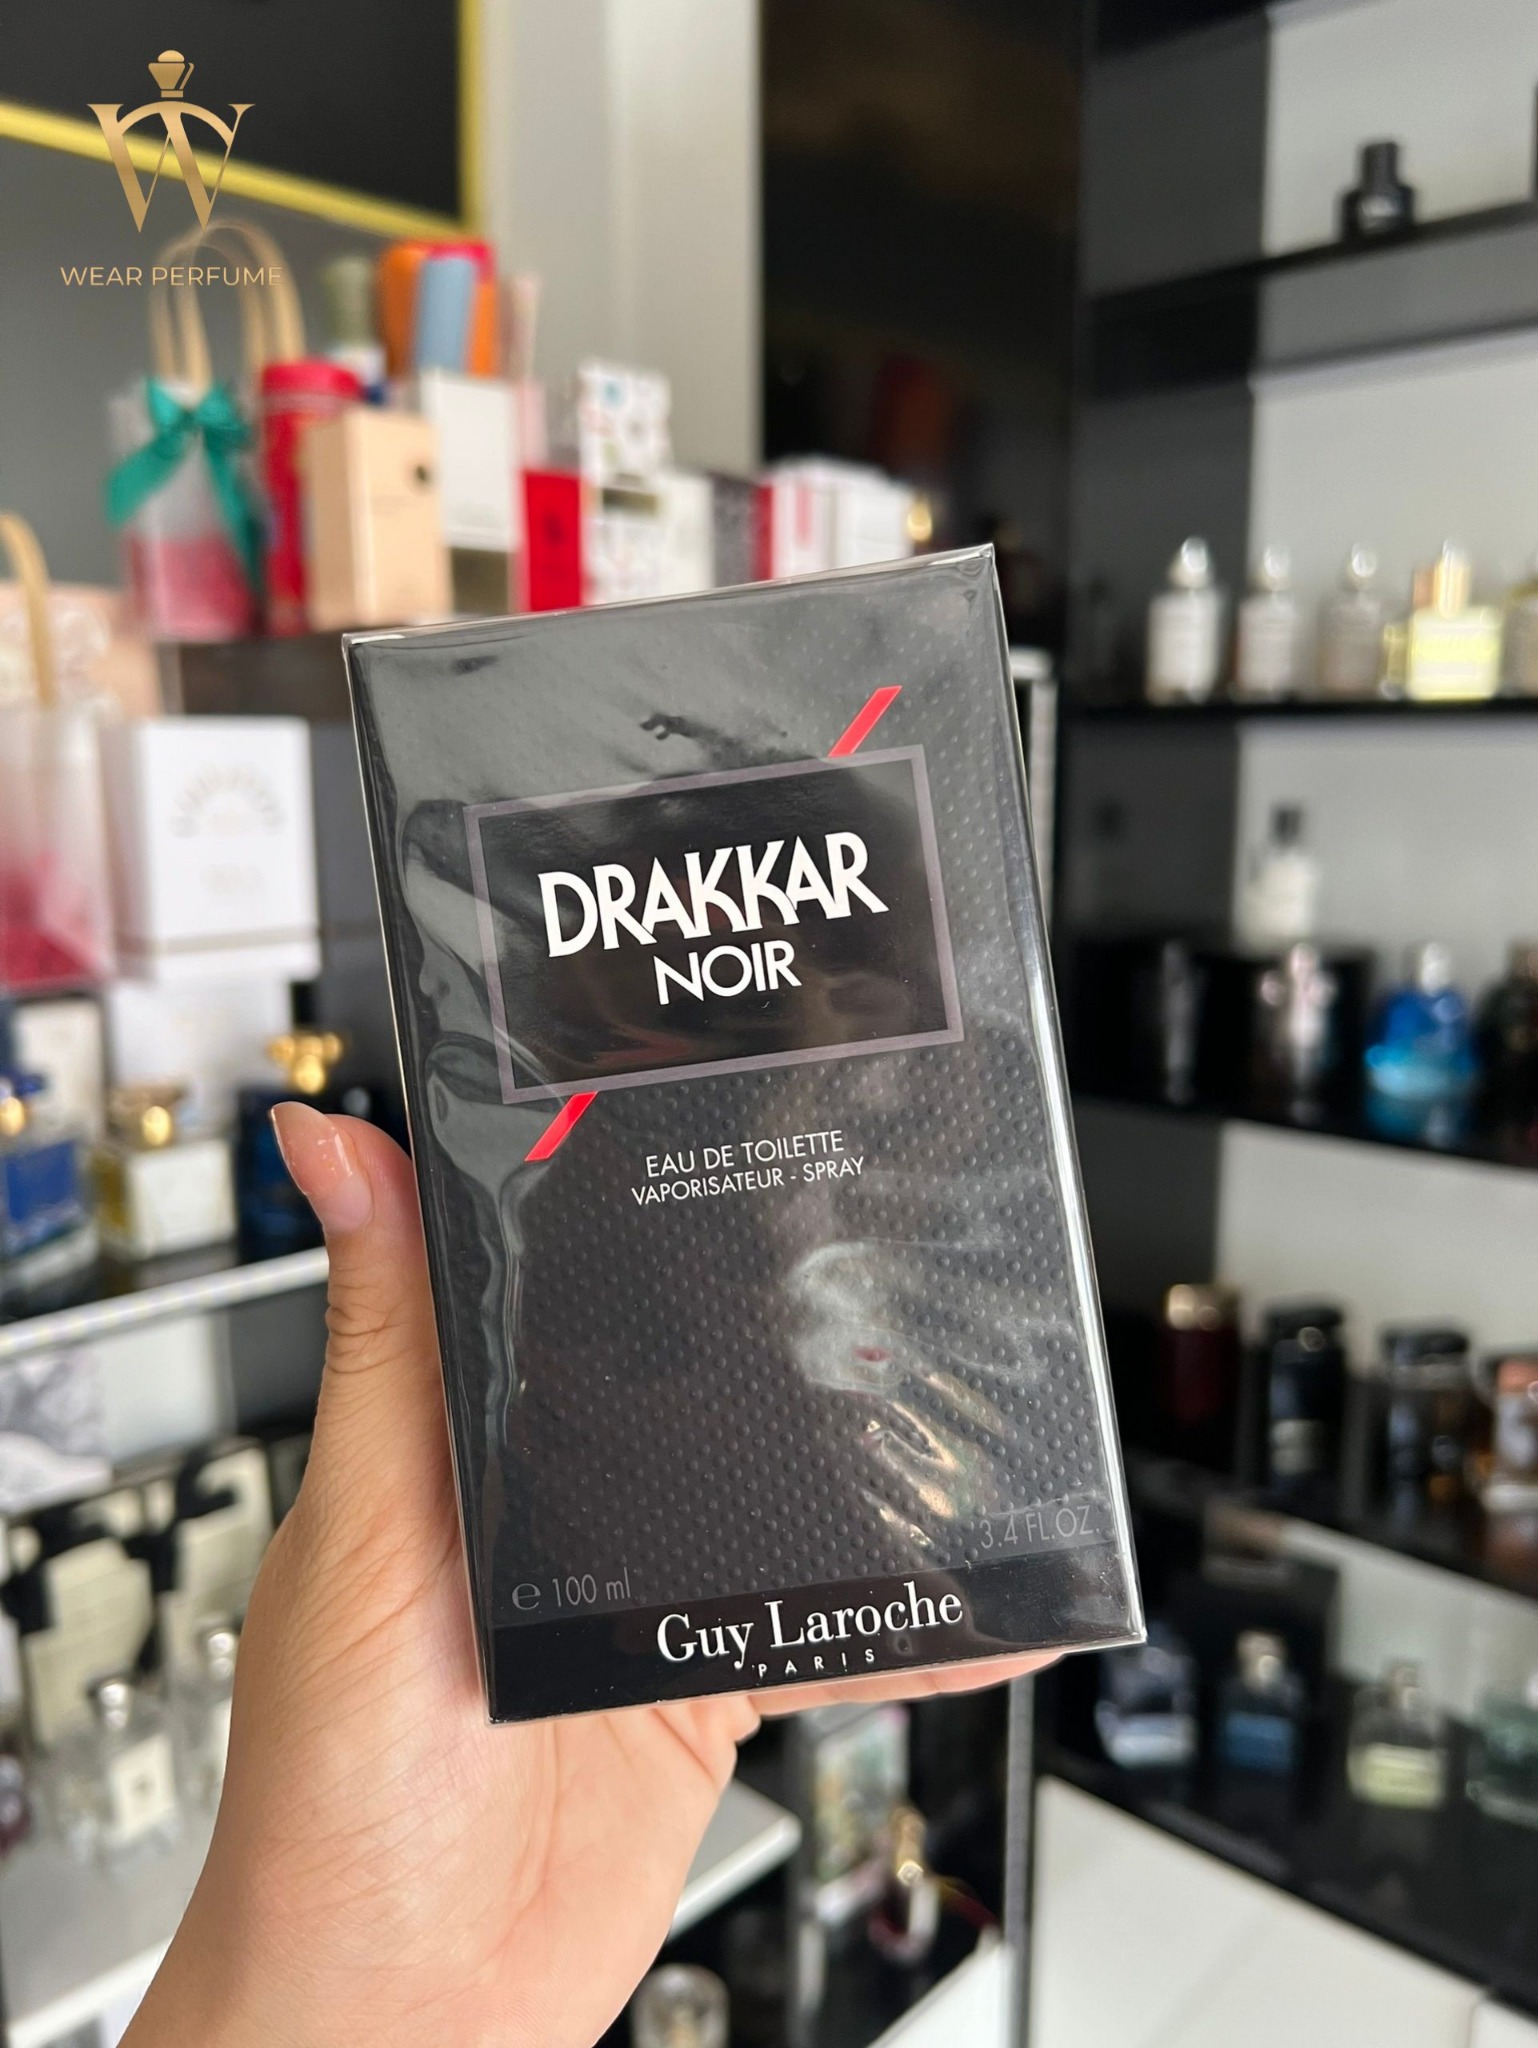 WEAR PERFUME
DRAKKAR
NOIR
EAU DE TOILETTE
VAPORISATEUR - SPRAY
3.4 FL.OZ.
e 100 ml
Guy Laroche
PARIS